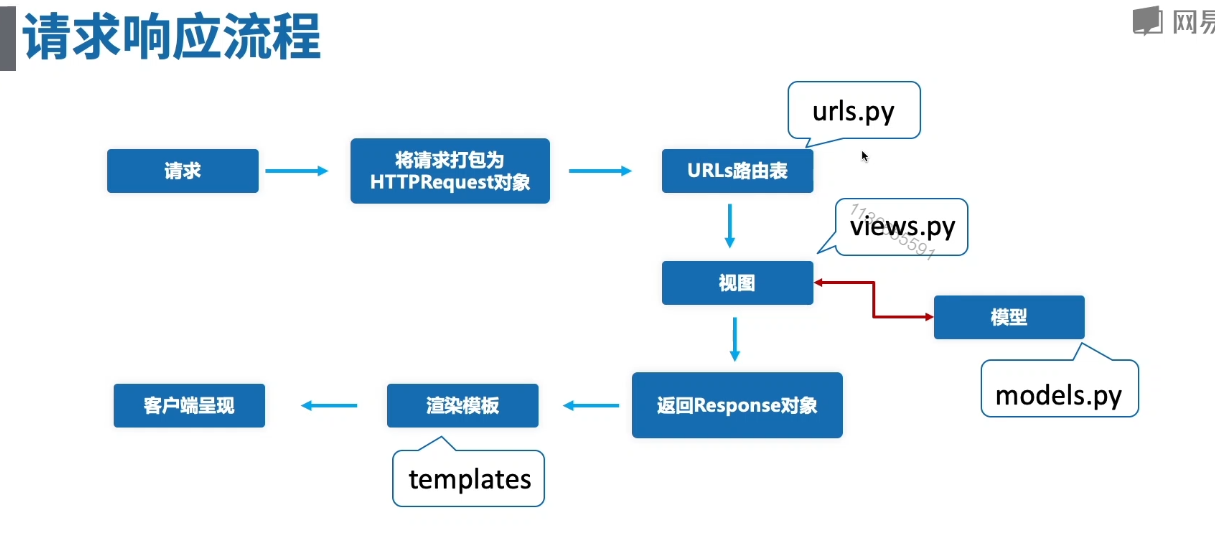 请求响应流程
网易
urls.py
请求
将请求打包为
HTTPRequest对象
URLs路由表
views.py
视图
模型
models.py
客户端呈现
渲染模板
返回Response对象
templates